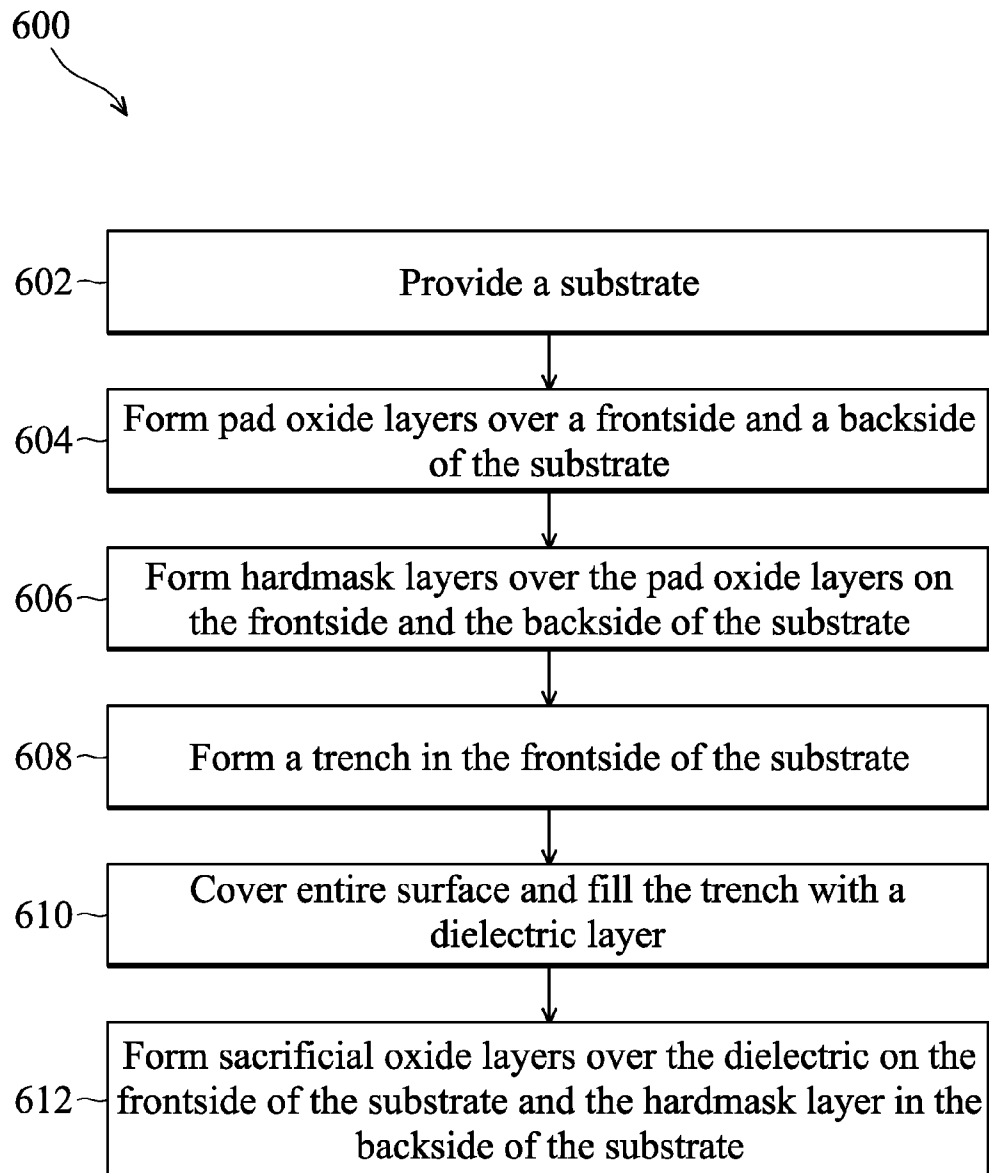 600
602
Provide a substrate
604
Form pad oxide layers over a frontside and a backside
of the substrate
606
Form hardmask layers over the pad oxide layers on
the frontside and the backside of the substrate
608
Form a trench in the frontside of the substrate
610
Cover entire surface and fill the trench with a
dielectric layer
612
Form sacrificial oxide layers over the dielectric on the
frontside of the substrate and the hardmask layer in the
backside of the substrate